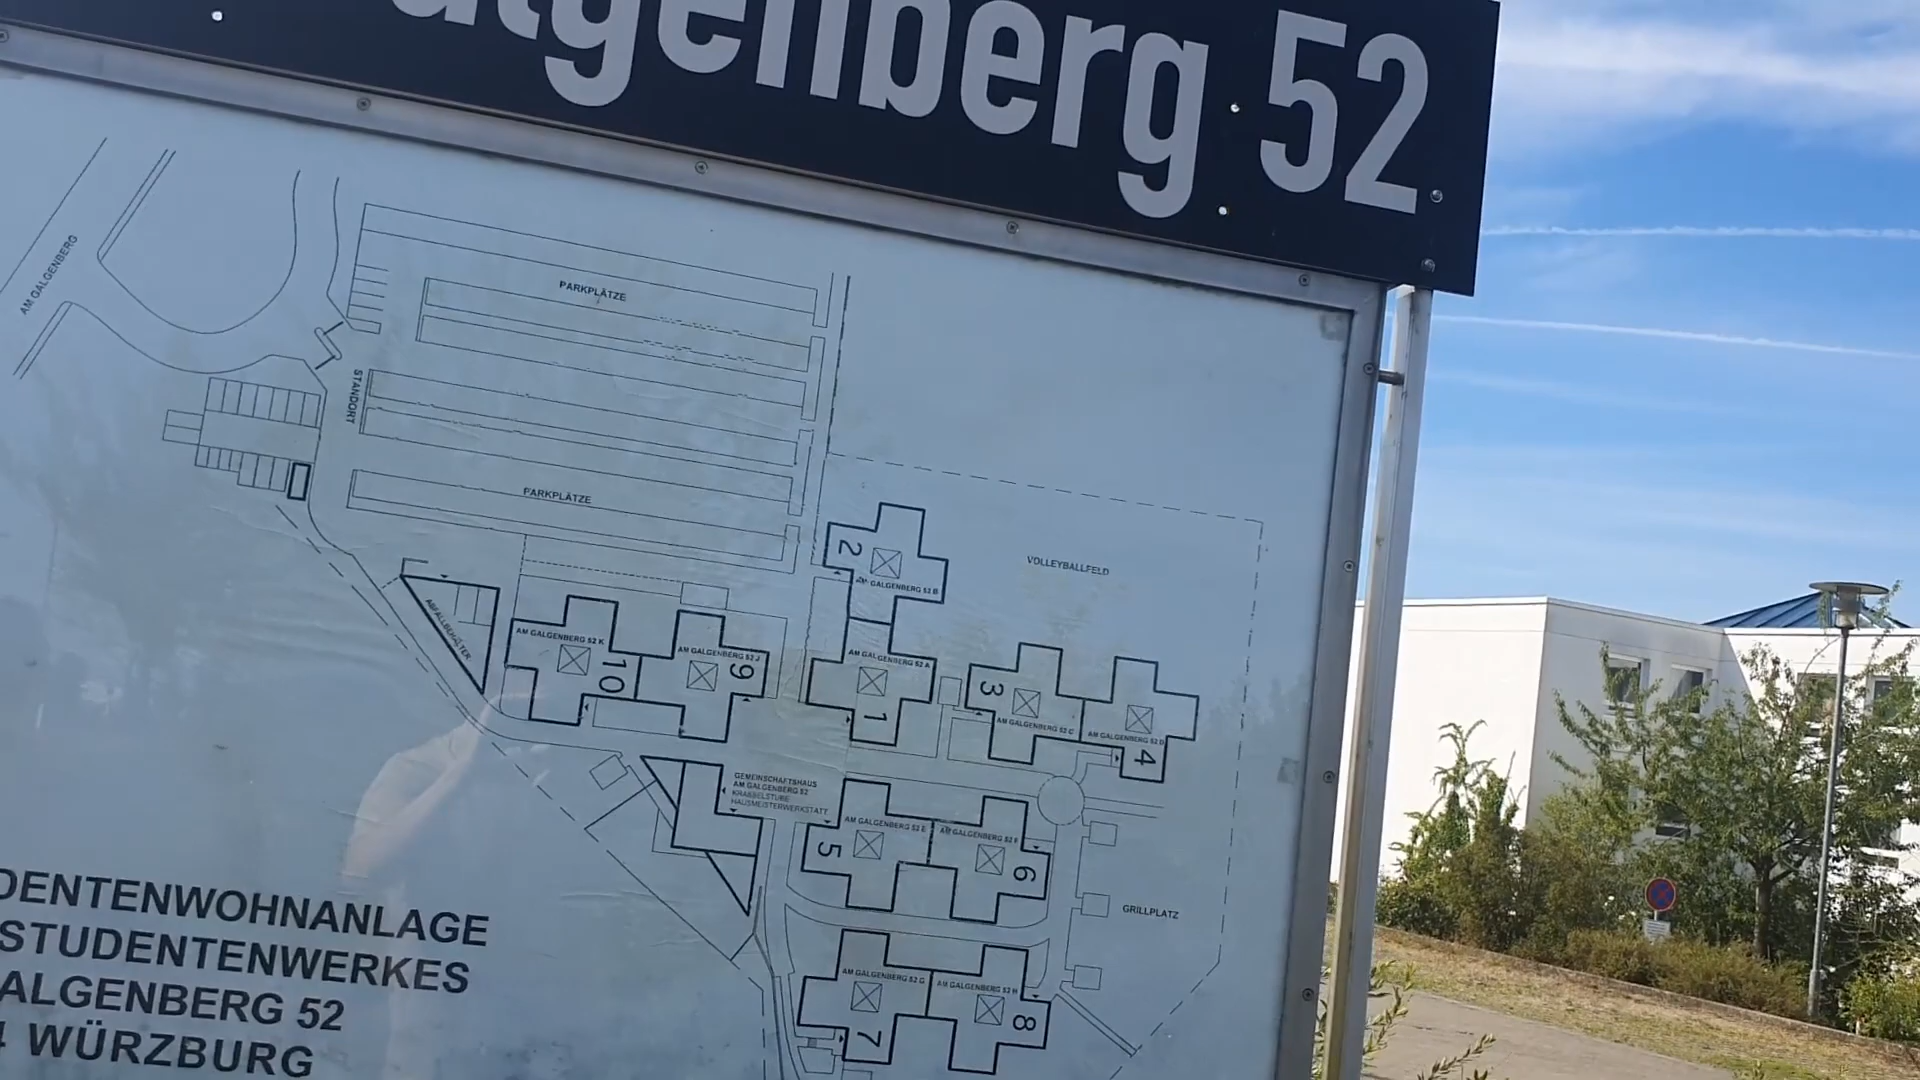 algenberg 52
AM GALGENBERG
PARKPLÄTZE
STANDORT
PARKPLÄTZE
2
AM GALGENBERG 52 B
VOLLEYBALLFELD
ABFALLBEHÄLTER
AM GALGENBERG 52 K
10
AM GALGENBERG 52 J
9
AM GALGENBERG 52 A
1
3
AM GALGENBERG 52 C
AM GALGENBERG 52 D
4
GEMEINSCHAFTSHAUS
AM GALGENBERG 52
KRABBELSTUBE
HAUSMEISTERWERKSTATT
AM GALGENBERG 52 E
5
AM GALGENBERG 52 F
6
GRILLPLATZ
AM GALGENBERG 52 G
7
AM GALGENBERG 52 H
8
DENTENWOHNANLAGE
STUDENTENWERKES
ALGENBERG 52
WÜRZBURG